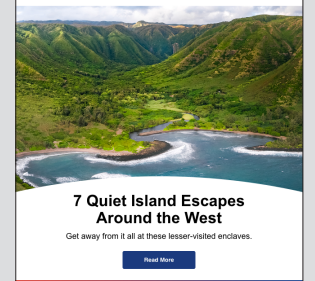 7 Quiet Island Escapes
Around the West
Get away from it all at these lesser-visited enclaves.
Read More